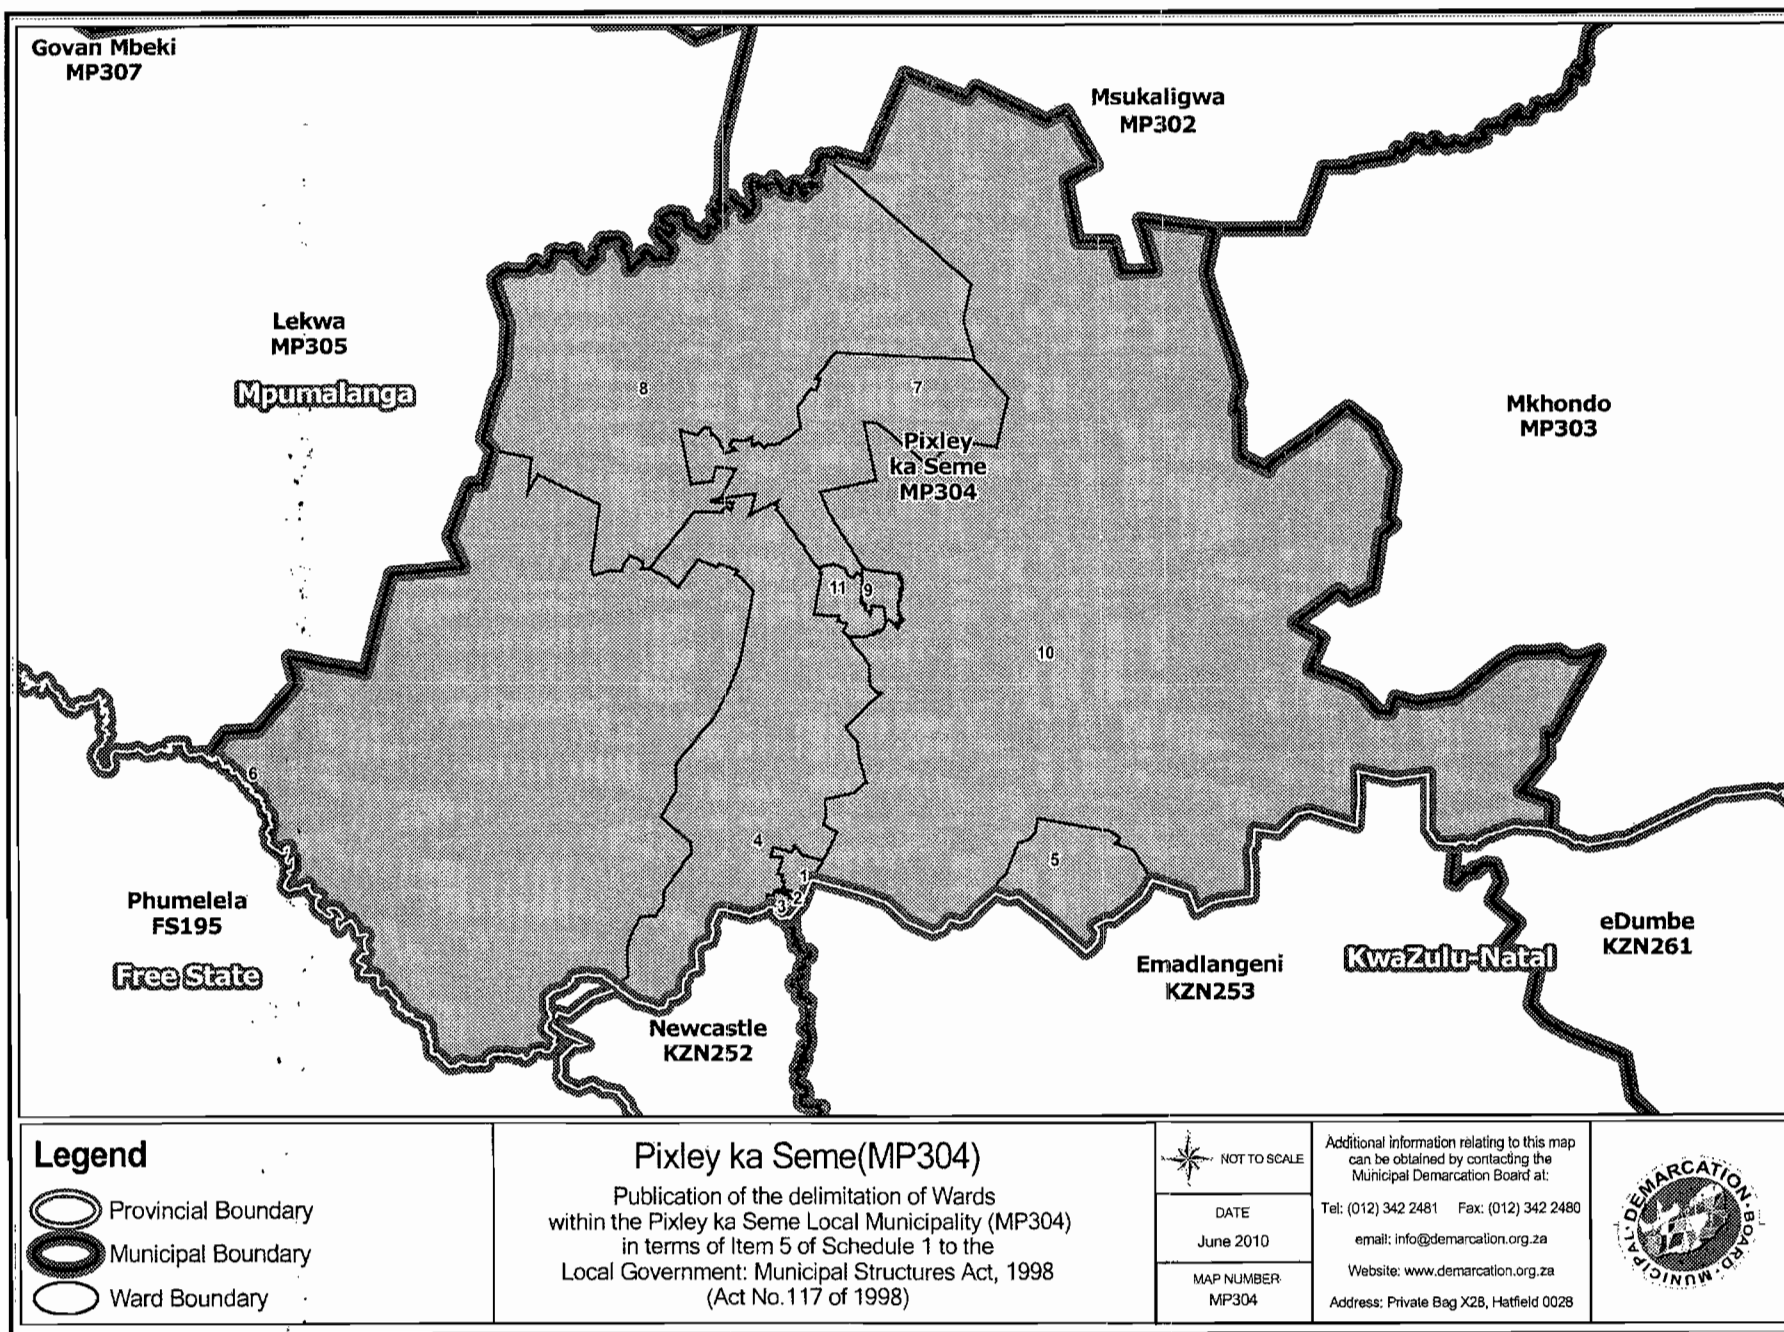 Govan Mbeki
MP307
Msukaligwa
MP302
Lekwa
MP305
Mpumalanga
8
7
Mkhondo
MP303
Pixley
ka Seme
MP304
11
9
10
6
4
5
1
2
3
Phumelela
FS195
Free State
eDumbe
KZN261
KwaZulu-Natal
Emadlangeni
KZN253
Newcastle
KZN252
Legend
Provincial Boundary
Municipal Boundary
Ward Boundary
Pixley ka Seme(MP304)
Publication of the delimitation of Wards
within the Pixley ka Seme Local Municipality (MP304)
in terms of Item 5 of Schedule 1 to the
Local Government: Municipal Structures Act, 1998
(Act No.117 of 1998)
NOT TO SCALE
DATE
June 2010
MAP NUMBER
MP304
Additional information relating to this map
can be obtained by contacting the
Municipal Demarcation Board at:
Tel: (012) 342 2481 Fax: (012) 342 2480
email: info@demarcation.org.za
Website: www.demarcation.org.za
Address: Private Bag X28, Hatfield 0028
MUNICIPAL · DEMARCATION · BOARD